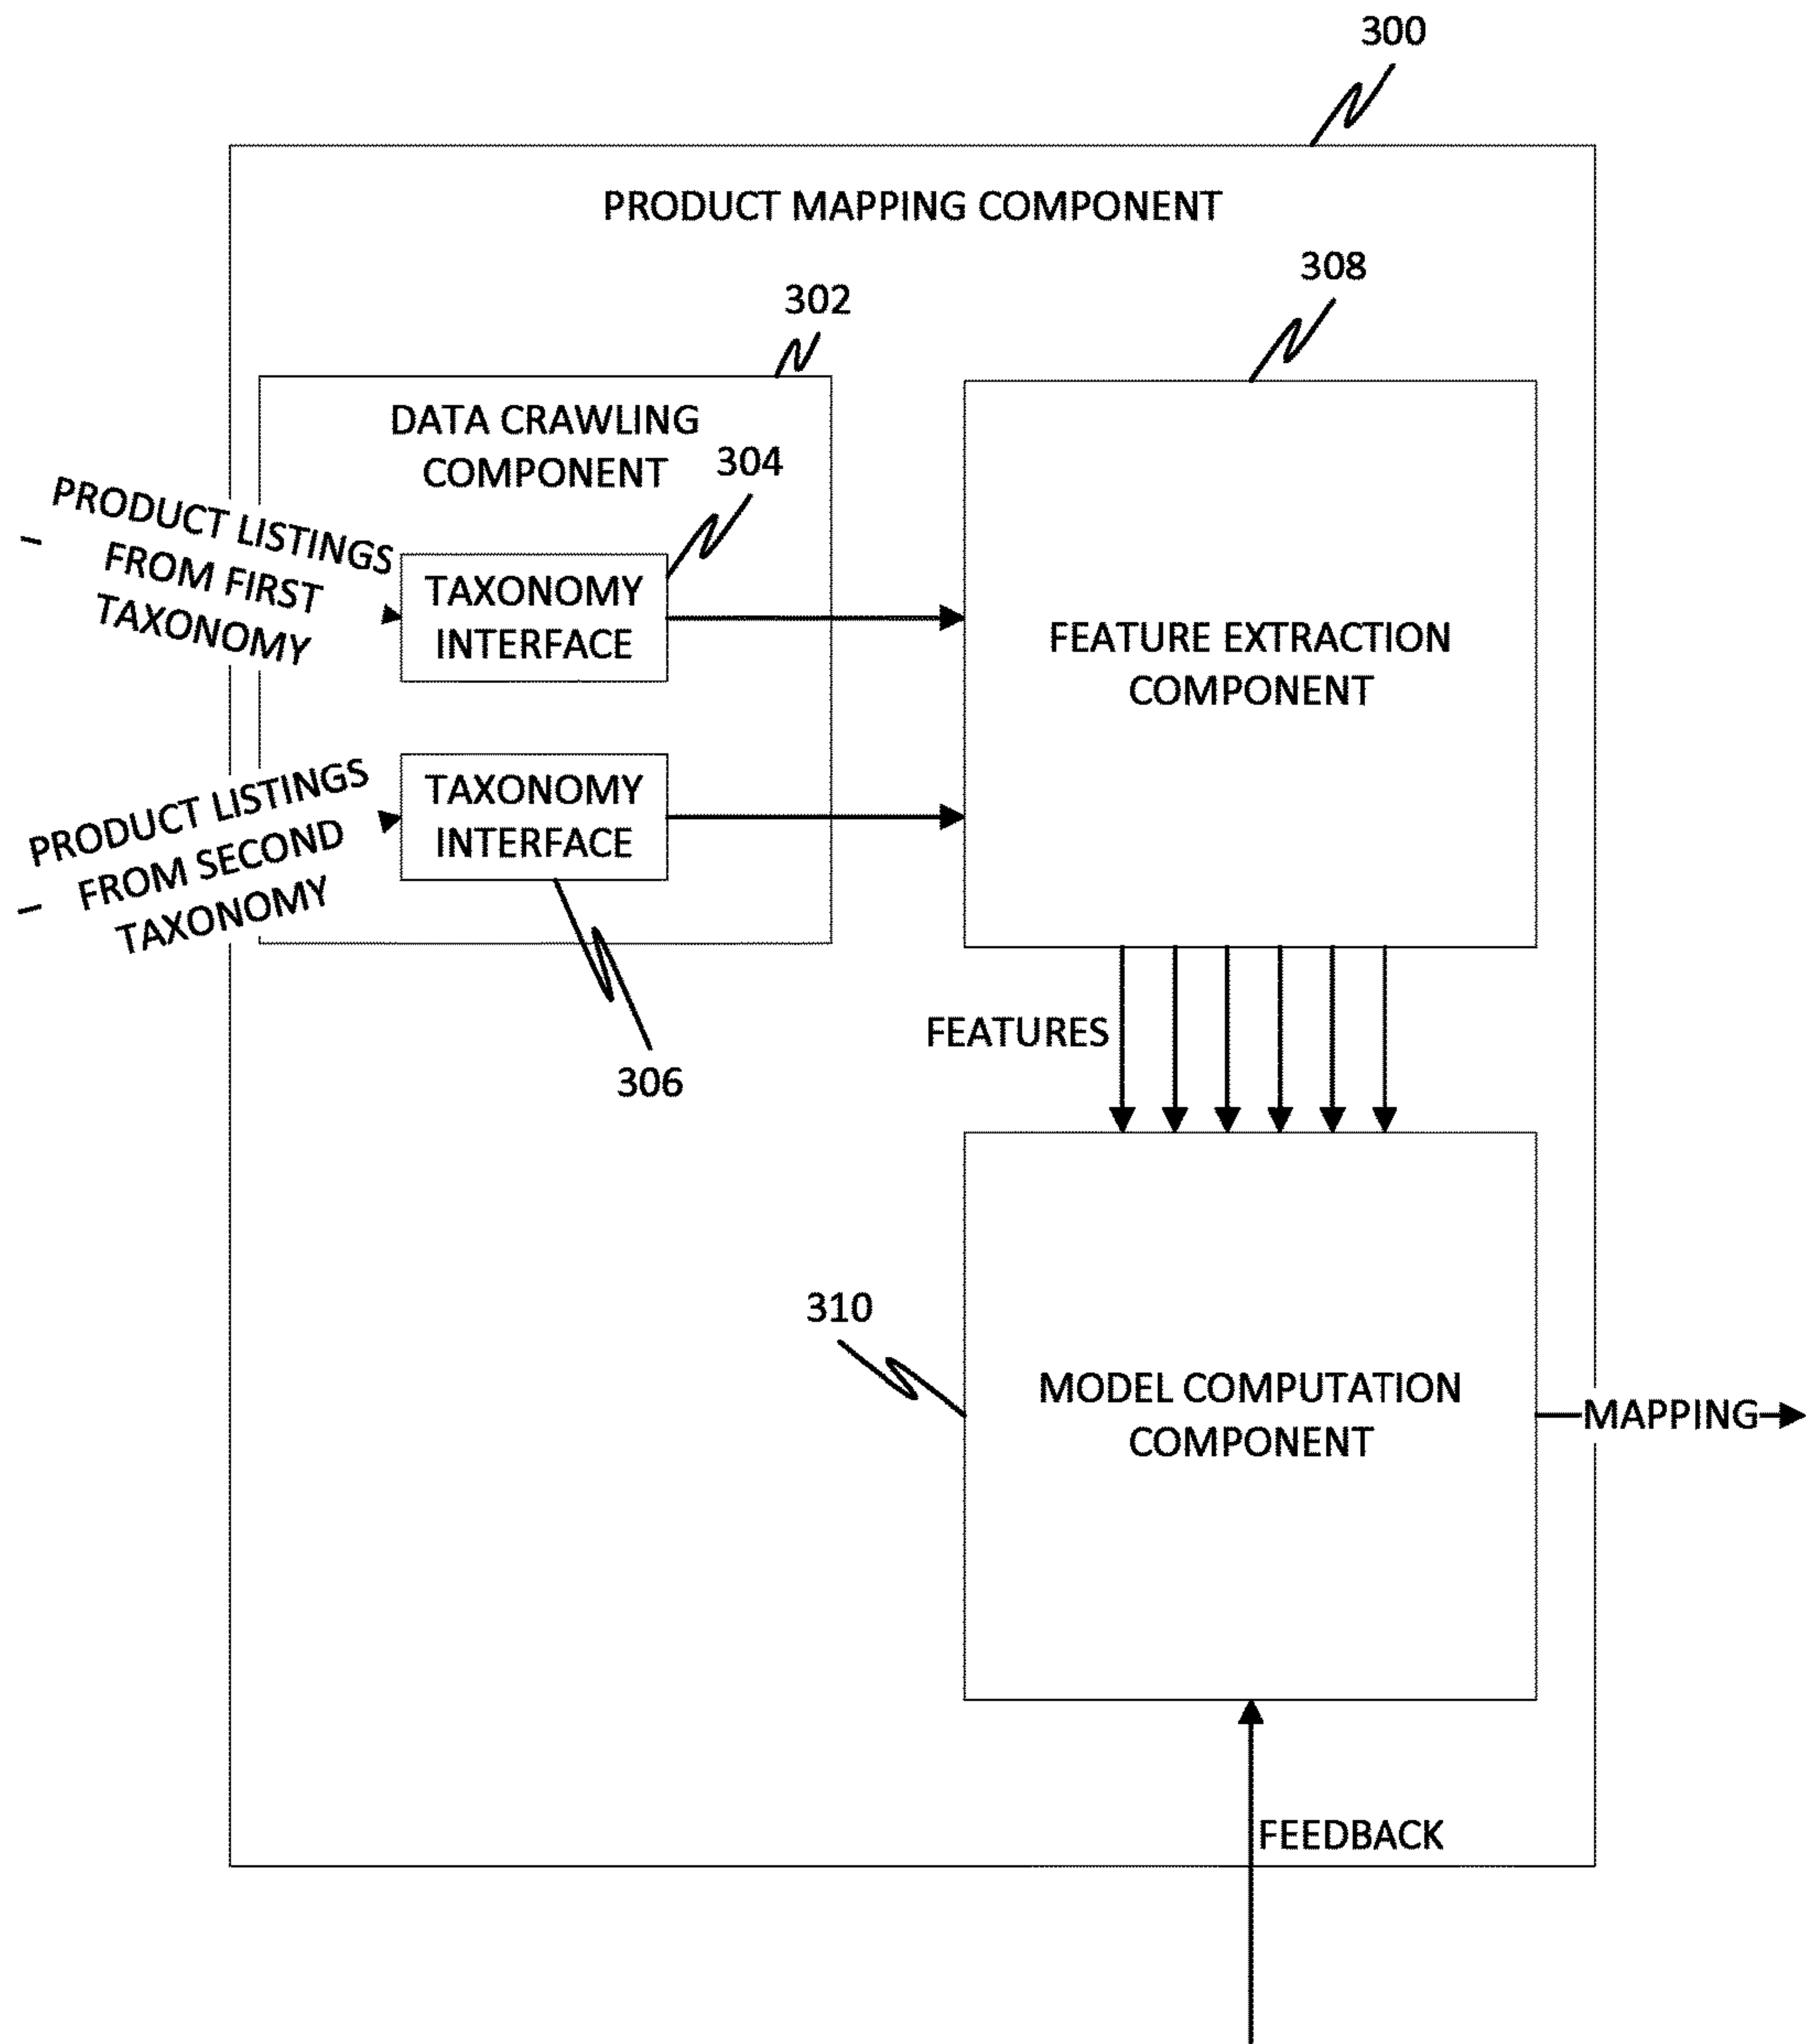 300
PRODUCT MAPPING COMPONENT
308
302
DATA CRAWLING
COMPONENT
304
PRODUCT LISTINGS
FROM FIRST
TAXONOMY
TAXONOMY
INTERFACE
FEATURE EXTRACTION
COMPONENT
PRODUCT LISTINGS
FROM SECOND
TAXONOMY
TAXONOMY
INTERFACE
306
FEATURES
310
MODEL COMPUTATION
COMPONENT
MAPPING
FEEDBACK